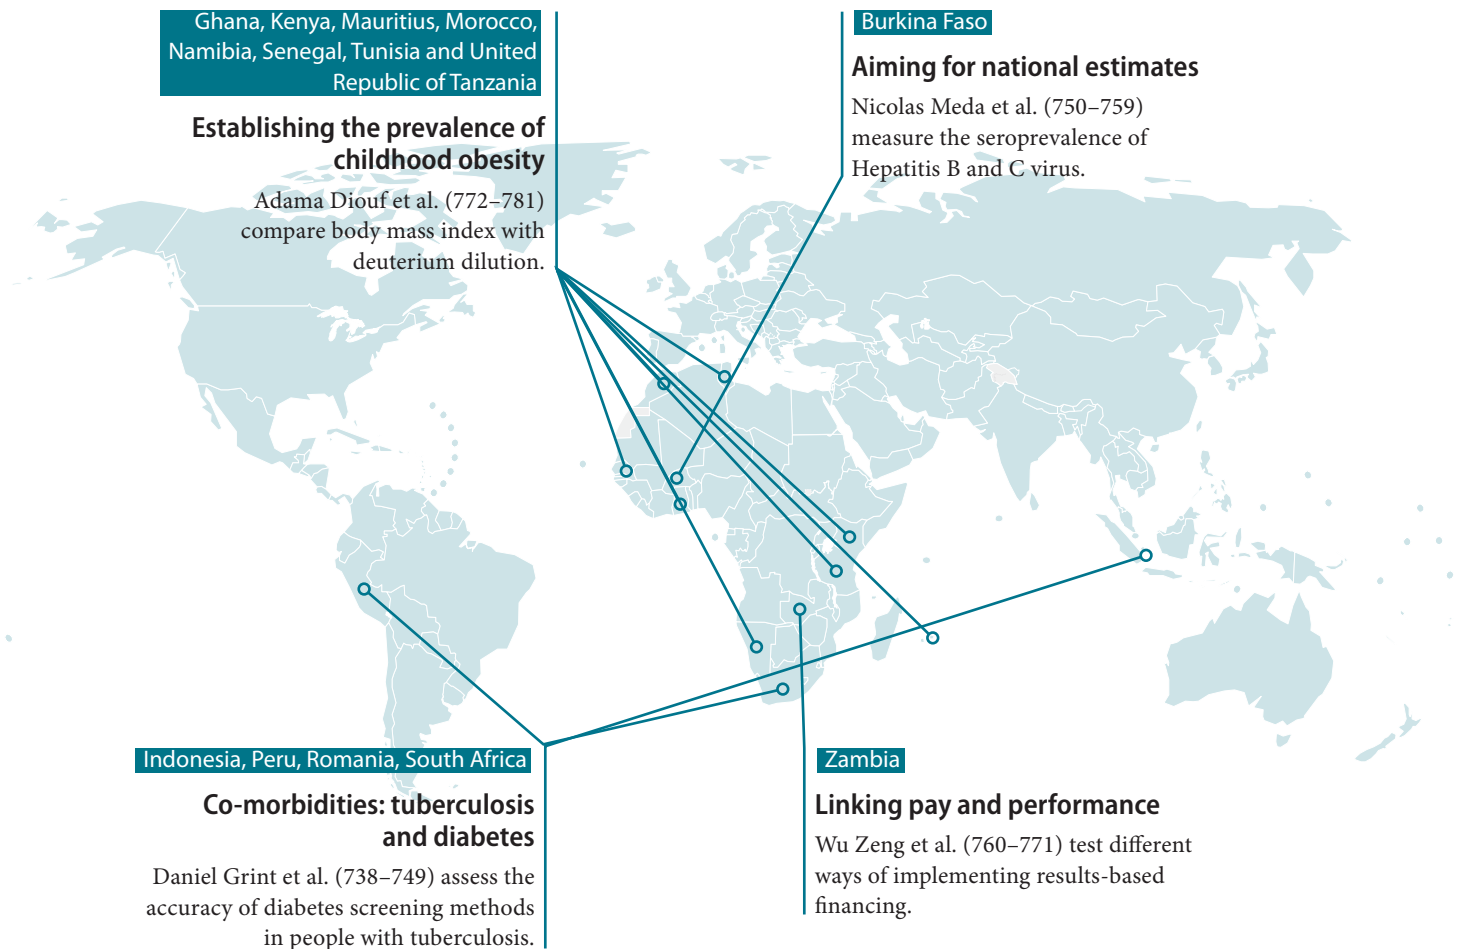 Ghana, Kenya, Mauritius, Morocco,
Namibia, Senegal, Tunisia and United
Republic of Tanzania
Establishing the prevalence of
childhood obesity
Adama Diouf et al. (772–781)
compare body mass index with
deuterium dilution.
Burkina Faso
Aiming for national estimates
Nicolas Meda et al. (750–759)
measure the seroprevalence of
Hepatitis B and C virus.
Indonesia, Peru, Romania, South Africa
Co-morbidities: tuberculosis
and diabetes
Daniel Grint et al. (738–749) assess the
accuracy of diabetes screening methods
in people with tuberculosis.
Zambia
Linking pay and performance
Wu Zeng et al. (760–771) test different
ways of implementing results-based
financing.